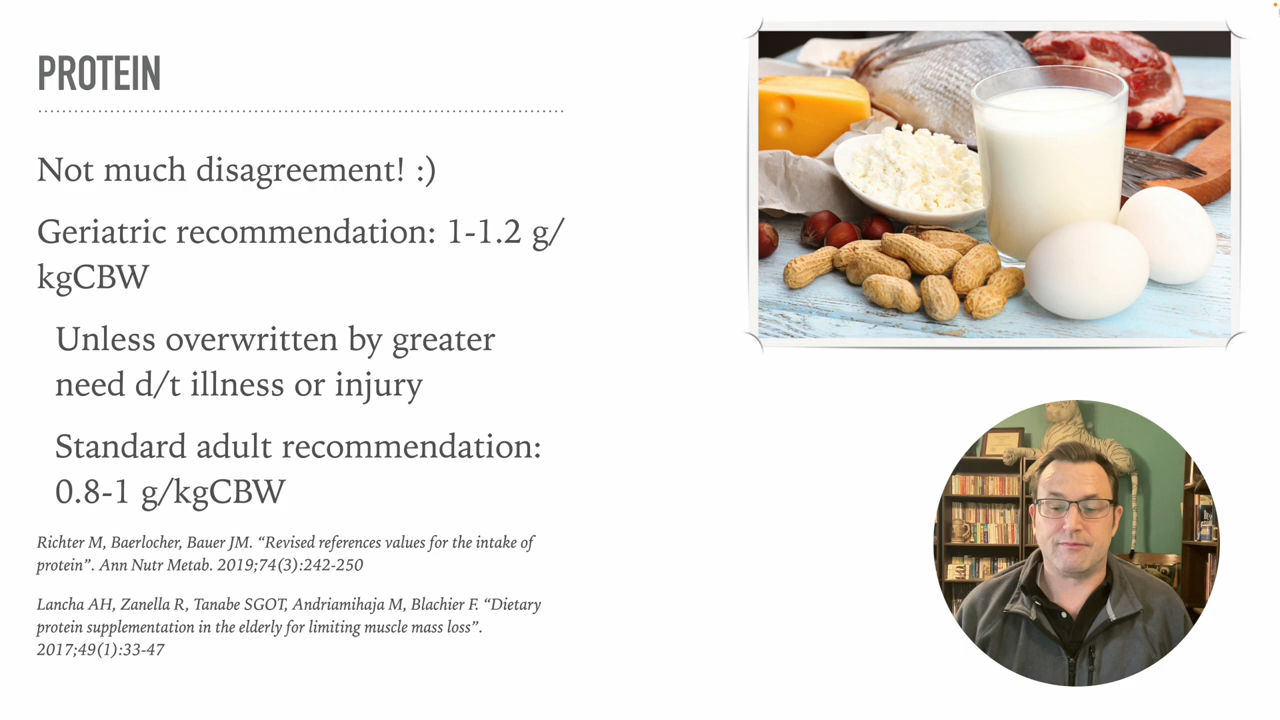 PROTEIN
Not much disagreement! :)
Geriatric recommendation: 1-1.2 g/
kgCBW
Unless overwritten by greater
need d/t illness or injury
Standard adult recommendation:
0.8-1 g/kgCBW
Richter M, Baerlocher, Bauer JM. “Revised references values for the intake of
protein”. Ann Nutr Metab. 2019;74(3):242-250
Lancha AH, Zanella R, Tanabe SGOT, Andriamihaja M, Blachier F. “Dietary
protein supplementation in the elderly for limiting muscle mass loss”.
2017;49(1):33-47